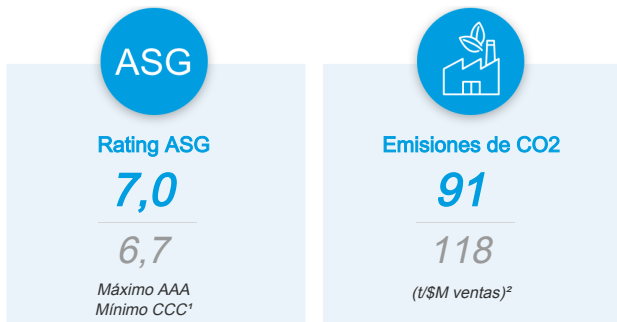 ASG
Rating ASG
7,0
6,7
Máximo AAA
Mínimo CCC¹
Emisiones de CO2
91
118
(t/$M ventas)²